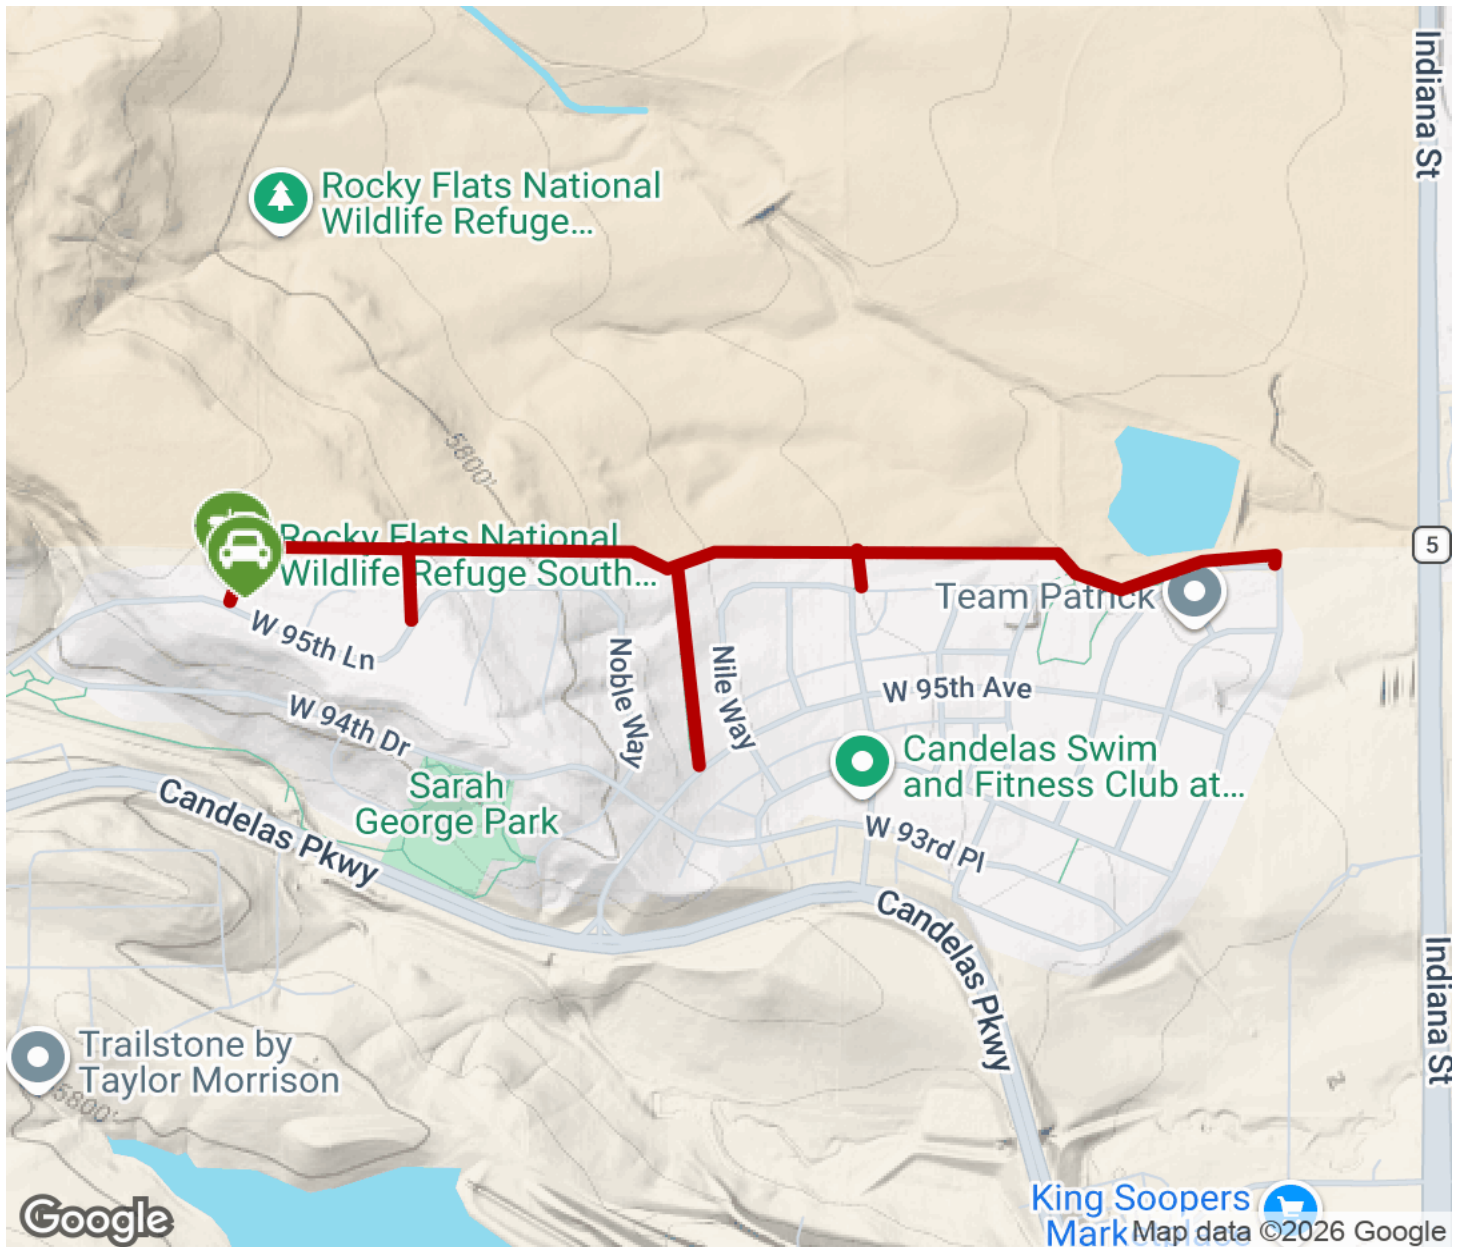 Indiana St
Rocky Flats National
Wildlife Refuge...
5800'
5
Rocky Flats National
Wildlife Refuge South...
Team Patrick
W 95th Ln
Noble Way
Nile Way
W 95th Ave
W 94th Dr
Candelas Swim
and Fitness Club at...
Sarah
George Park
Candelas Pkwy
W 93rd Pl
Candelas Pkwy
Indiana St
Trailstone by
Taylor Morrison
5800'
King Soopers
Marketplace
Google
Map data ©2026 Google